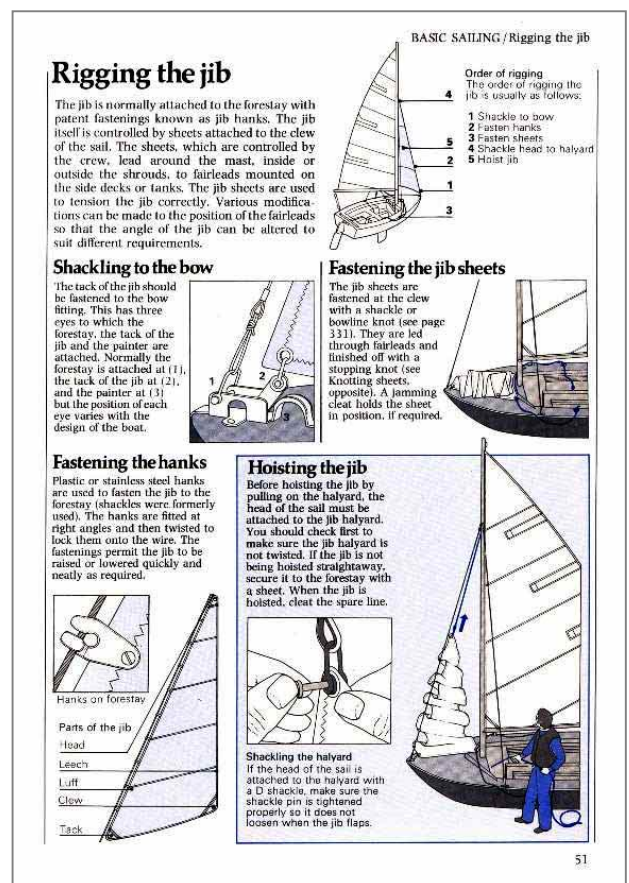 BASIC SAILING / Rigging the jib
Rigging the jib
The jib is normally attached to the forestay with
patent fastenings known as jib hanks. The jib
itself is controlled by sheets attached to the clew
of the sail. The sheets, which are controlled by
the crew, lead around the mast, inside or
outside the shrouds, to fairleads mounted on
the side decks or tanks. The jib sheets are used
to tension the jib correctly. Various modifica-
tions can be made to the position of the fairleads
so that the angle of the jib can be altered to
suit different requirements.
4
5
2
1
3
Order of rigging
The order of rigging the
jib is usually as follows:
1 Shackle to bow
2 Fasten hanks
3 Fasten sheets
4 Shackle head to halyard
5 Hoist jib
Shackling to the bow
The tack of the jib should
be fastened to the bow
fitting. This has three
eyes to which the
forestay, the tack of the
jib and the painter are
attached. Normally the
forestay is attached at (1),
the tack of the jib at (2),
and the painter at (3)
but the position of each
eye varies with the
design of the boat.
1
2
3
Fastening the jib sheets
The jib sheets are
fastened at the clew
with a shackle or
bowline knot (see page
331). They are led
through fairleads and
finished off with a
stopping knot (see
Knotting sheets,
opposite). A jamming
cleat holds the sheet
in position, if required.
Fastening the hanks
Plastic or stainless steel hanks
are used to fasten the jib to the
forestay (shackles were formerly
used). The hanks are fitted at
right angles and then twisted to
lock them onto the wire. The
fastenings permit the jib to be
raised or lowered quickly and
neatly as required.
Hanks on forestay
Parts of the jib
Head
Leech
Luff
Clew
Tack
Hoisting the jib
Before hoisting the jib by
pulling on the halyard, the
head of the sail must be
attached to the jib halyard.
You should check first to
make sure the jib halyard is
not twisted. If the jib is not
being hoisted straightaway,
secure it to the forestay with
a sheet. When the jib is
hoisted, cleat the spare line.
Shackling the halyard
If the head of the sail is
attached to the halyard with
a D shackle, make sure the
shackle pin is tightened
properly so it does not
loosen when the jib flaps.
51